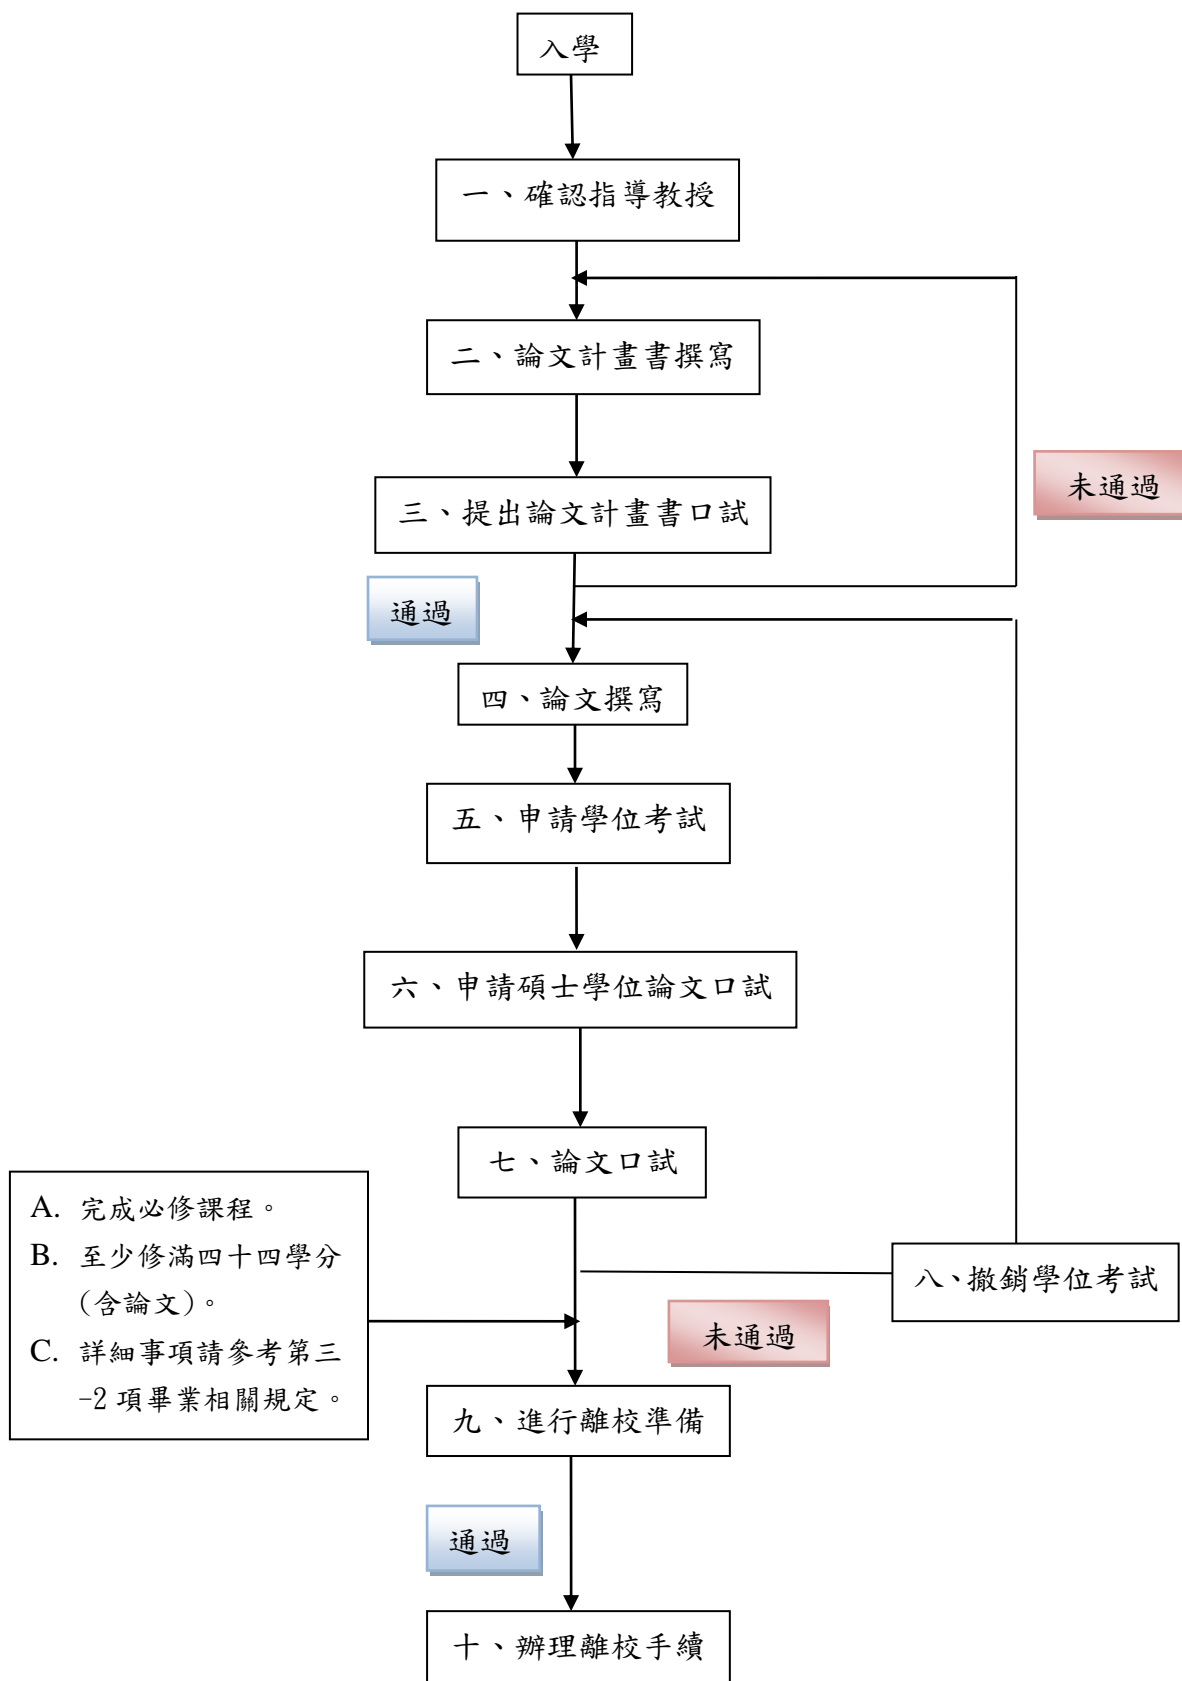 入學
一、確認指導教授
二、論文計畫書撰寫
未通過
三、提出論文計畫書口試
通過
四、論文撰寫
五、申請學位考試
六、申請碩士學位論文口試
七、論文口試
A. 完成必修課程。
B. 至少修滿四十四學分
(含論文)。
C. 詳細事項請參考第三
-2 項畢業相關規定。
八、撤銷學位考試
未通過
九、進行離校準備
通過
十、辦理離校手續